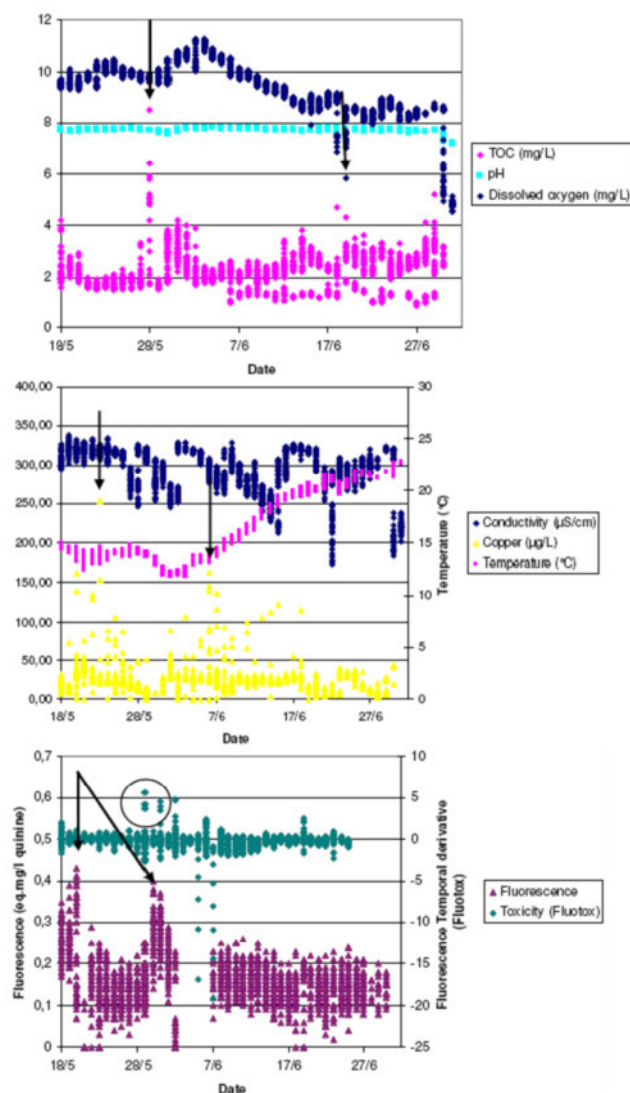 12
10
8
6
4
2
0
18/5 28/5 7/6 17/6 27/6
Date
TOC (mg/L)
pH
Dissolved oxygen (mg/L)
400,00
350,00
300,00
250,00
200,00
150,00
100,00
50,00
0,00
30
25
20
15
10
5
0
Temperature (°C)
18/5 28/5 7/6 17/6 27/6
Date
Conductivity (µS/cm)
Copper (µg/L)
Temperature (°C)
Fluorescence (eq.mg/l quinine)
0,7
0,6
0,5
0,4
0,3
0,2
0,1
0
10
5
0
-5
-10
-15
-20
-25
Fluorescence Temporal derivative
(Fluotox)
18/5 28/5 7/6 17/6 27/6
Date
Fluorescence
Toxicity (Fluotox)